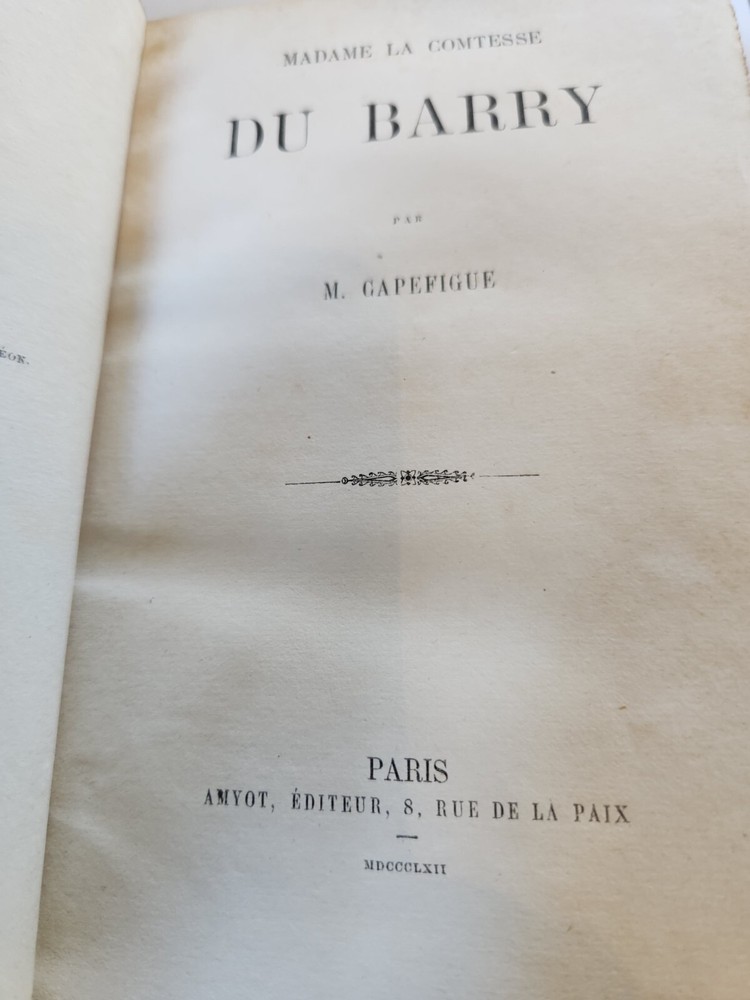 MADAME LA COMTESSE
DU BARRY
PAR
M. CAPEFIGUE
PARIS
AMYOT, ÉDITEUR, 8, RUE DE LA PAIX
MDCCCLXII